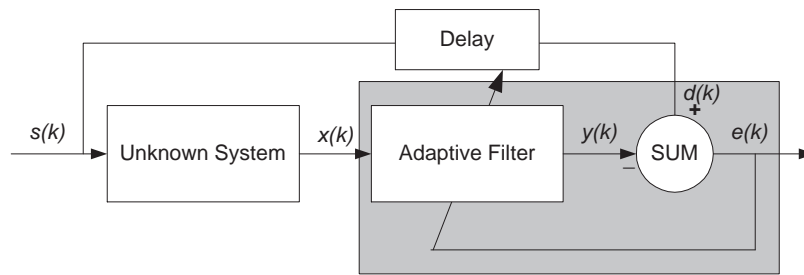 Delay
d(k)
+
s(k)
x(k)
y(k)
e(k)
Unknown System
Adaptive Filter
SUM
−